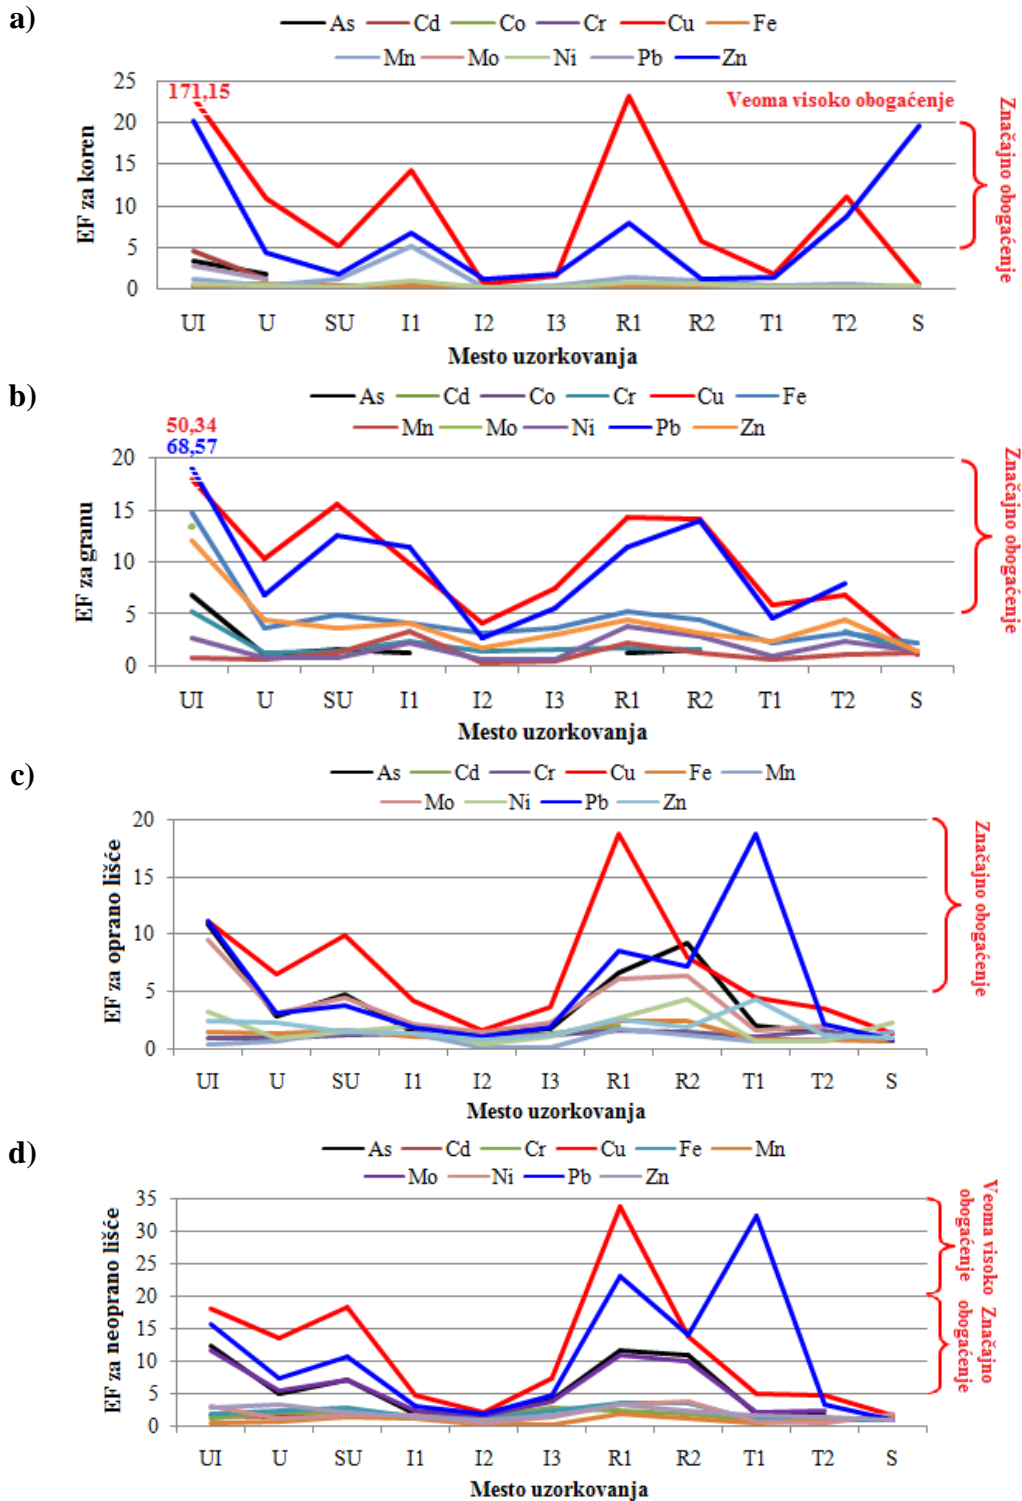 a)
As Cd Co Cr Cu Fe
Mn Mo Ni Pb Zn
171,15
Veoma visoko obogaćenje
Značajno obogaćenje
EF za koren
25
20
15
10
5
0
UI U SU I1 I2 I3 R1 R2 T1 T2 S
Mesto uzorkovanja
b)
As Cd Co Cr Cu Fe
Mn Mo Ni Pb Zn
50,34
68,57
Značajno obogaćenje
EF za granu
20
15
10
5
0
UI U SU I1 I2 I3 R1 R2 T1 T2 S
Mesto uzorkovanja
c)
As Cd Cr Cu Fe Mn
Mo Ni Pb Zn
Značajno obogaćenje
EF za oprano lišće
20
15
10
5
0
UI U SU I1 I2 I3 R1 R2 T1 T2 S
Mesto uzorkovanja
d)
As Cd Cr Cu Fe Mn
Mo Ni Pb Zn
Veoma visoko
obogaćenje
Značajno
obogaćenje
EF za neoprano lišće
35
30
25
20
15
10
5
0
UI U SU I1 I2 I3 R1 R2 T1 T2 S
Mesto uzorkovanja